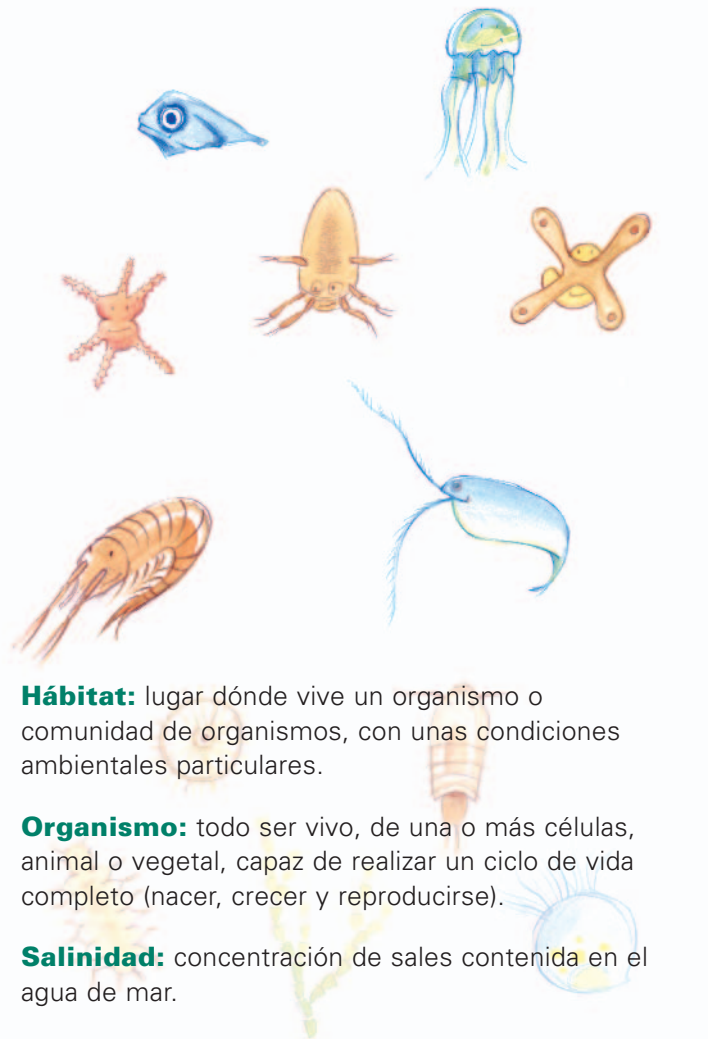 Hábitat: lugar dónde vive un organismo o
comunidad de organismos, con unas condiciones
ambientales particulares.
Organismo: todo ser vivo, de una o más células,
animal o vegetal, capaz de realizar un ciclo de vida
completo (nacer, crecer y reproducirse).
Salinidad: concentración de sales contenida en el
agua de mar.